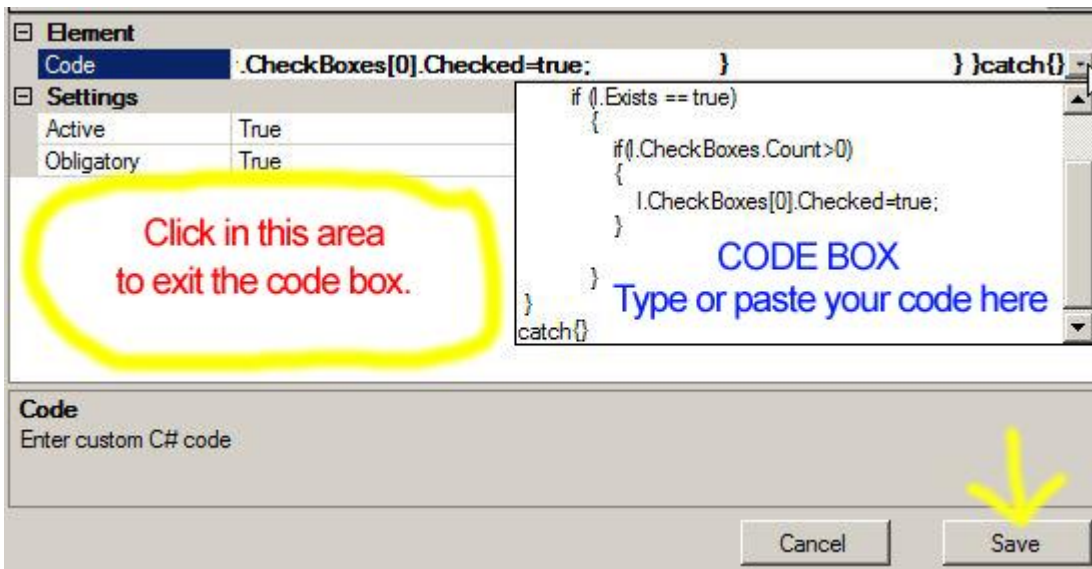 Element
Code .CheckBoxes[0].Checked=true; } } }catch{}
Settings
Active True
Obligatory True
if (l.Exists == true)
{
if(l.CheckBoxes.Count>0)
{
l.CheckBoxes[0].Checked=true;
}
}
}
catch{}
Click in this area
to exit the code box.
CODE BOX
Type or paste your code here
Code
Enter custom C# code
Cancel Save